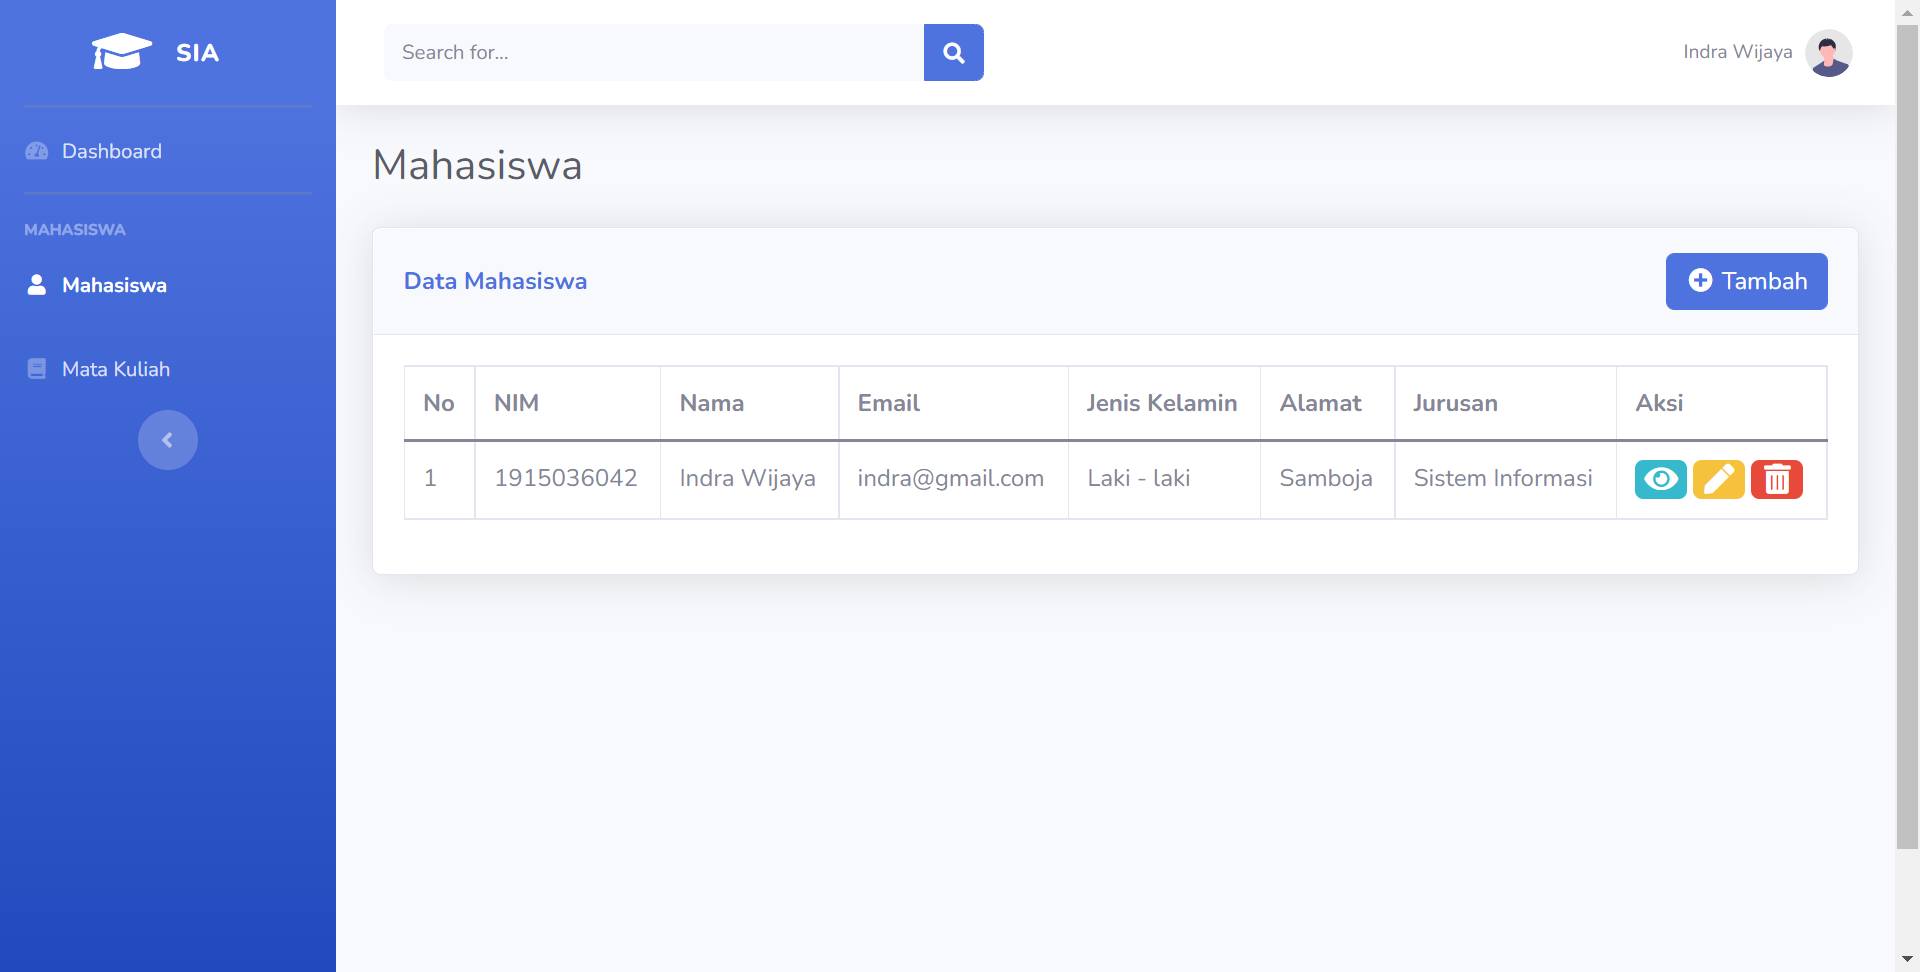 SIA
Search for...
Indra Wijaya
Dashboard
MAHASISWA
Mahasiswa
Mata Kuliah
Mahasiswa
Data Mahasiswa
Tambah
No NIM Nama Email Jenis Kelamin Alamat Jurusan Aksi
1 1915036042 Indra Wijaya indra@gmail.com Laki - laki Samboja Sistem Informasi